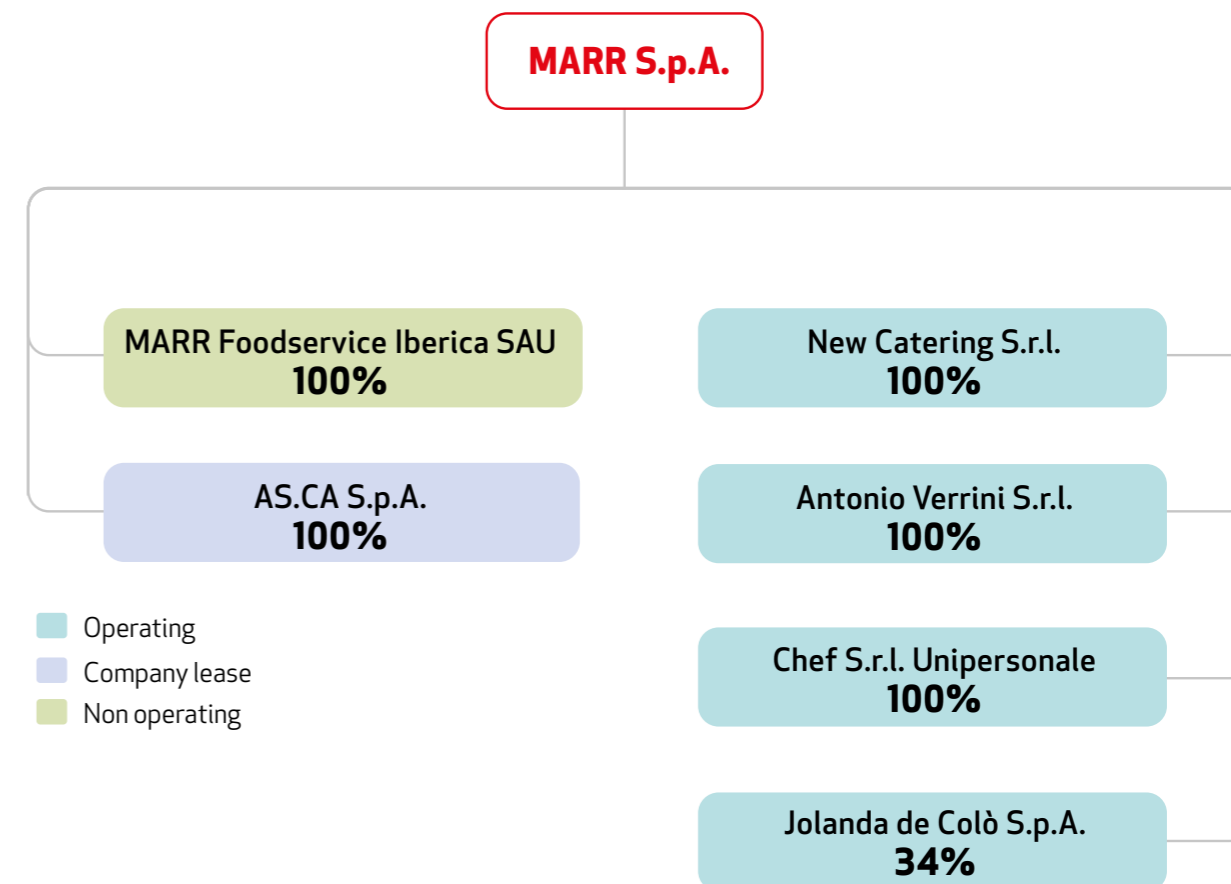 MARR S.p.A.
MARR Foodservice Iberica SAU
100%
AS.CA S.p.A.
100%
New Catering S.r.l.
100%
Antonio Verrini S.r.l.
100%
Chef S.r.l. Unipersonale
100%
Jolanda de Colò S.p.A.
34%
Operating
Company lease
Non operating